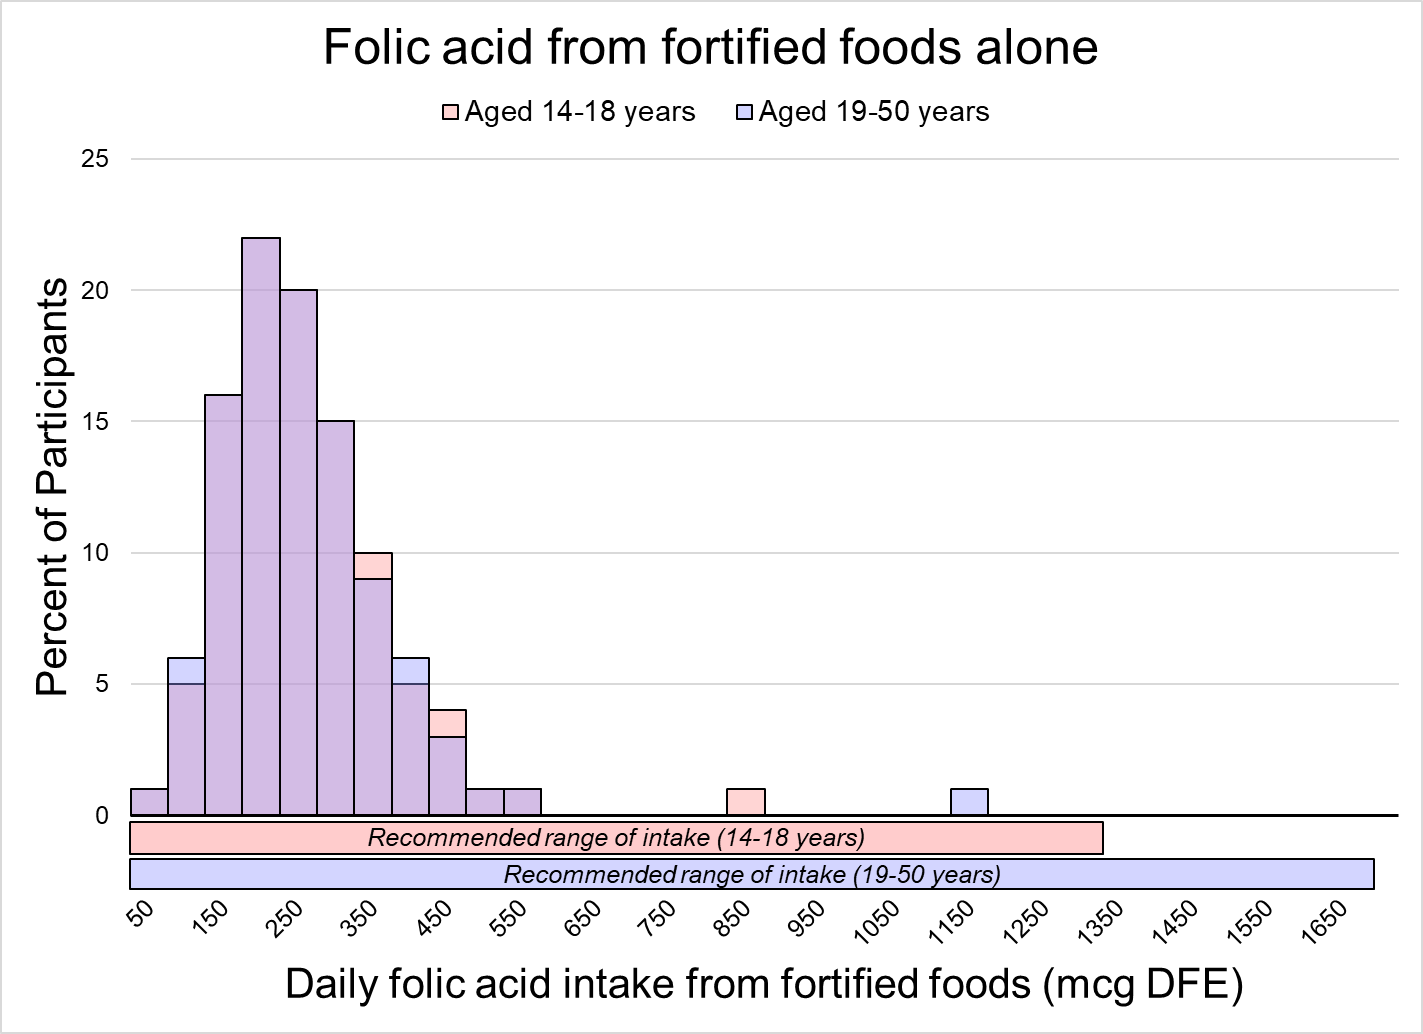 Folic acid from fortified foods alone
Aged 14-18 years Aged 19-50 years
25
20
15
10
5
0
Percent of Participants
Recommended range of intake (14-18 years)
Recommended range of intake (19-50 years)
50 150 250 350 450 550 650 750 850 950 1050 1150 1250 1350 1450 1550 1650
Daily folic acid intake from fortified foods (mcg DFE)